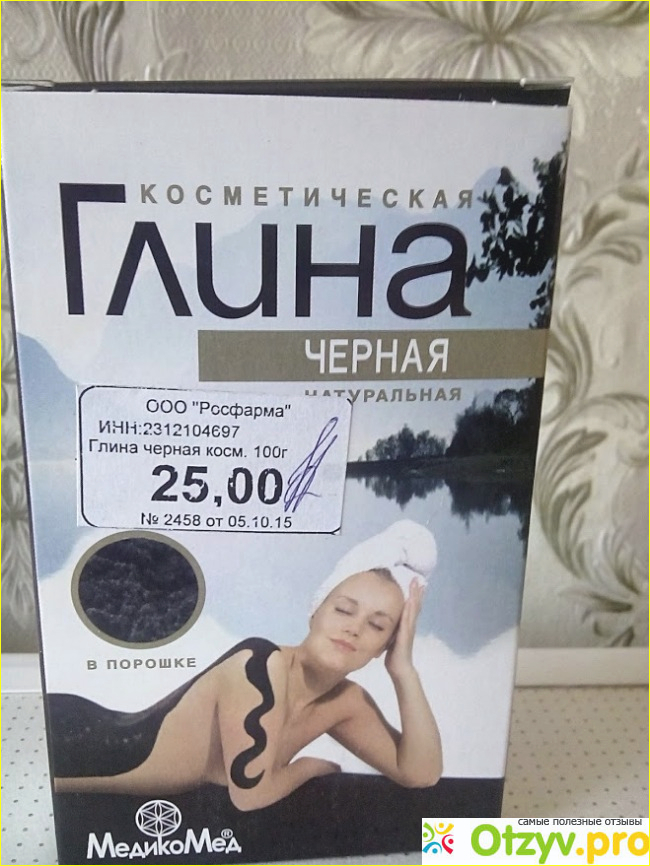 КОСМЕТИЧЕСКАЯ
Глина
ЧЕРНАЯ
НАТУРАЛЬНАЯ
ООО "Росфарма"
ИНН:2312104697
Глина черная косм. 100г
25,00
№ 2458 от 05.10.15
В ПОРОШКЕ
МедикоМед®
самые полезные отзывы
Otzyv.pro